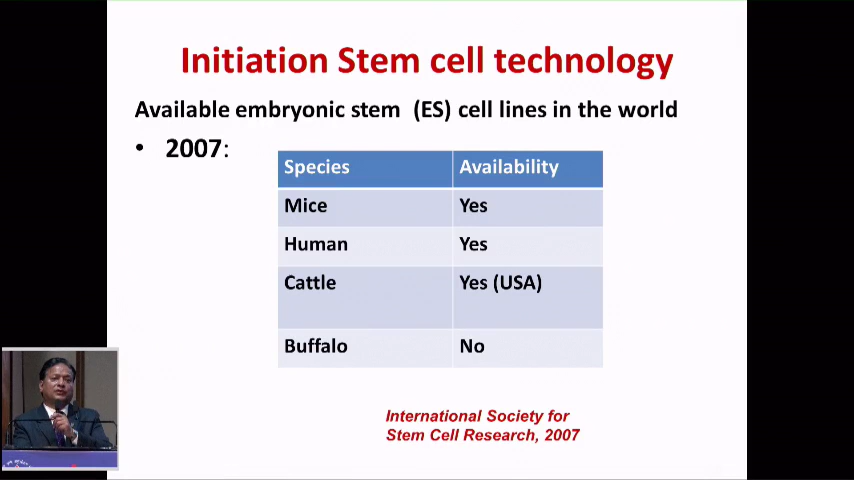 Initiation Stem cell technology
Available embryonic stem (ES) cell lines in the world
• 2007:
Species Availability
Mice Yes
Human Yes
Cattle Yes (USA)
Buffalo No
International Society for
Stem Cell Research, 2007